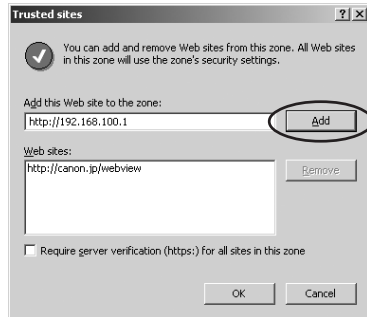 Trusted sites
You can add and remove Web sites from this zone. All Web sites
in this zone will use the zone's security settings.
Add this Web site to the zone:
http://192.168.100.1
Add
Web sites:
http://canon.jp/webview
Remove
Require server verification (https:) for all sites in this zone
OK
Cancel